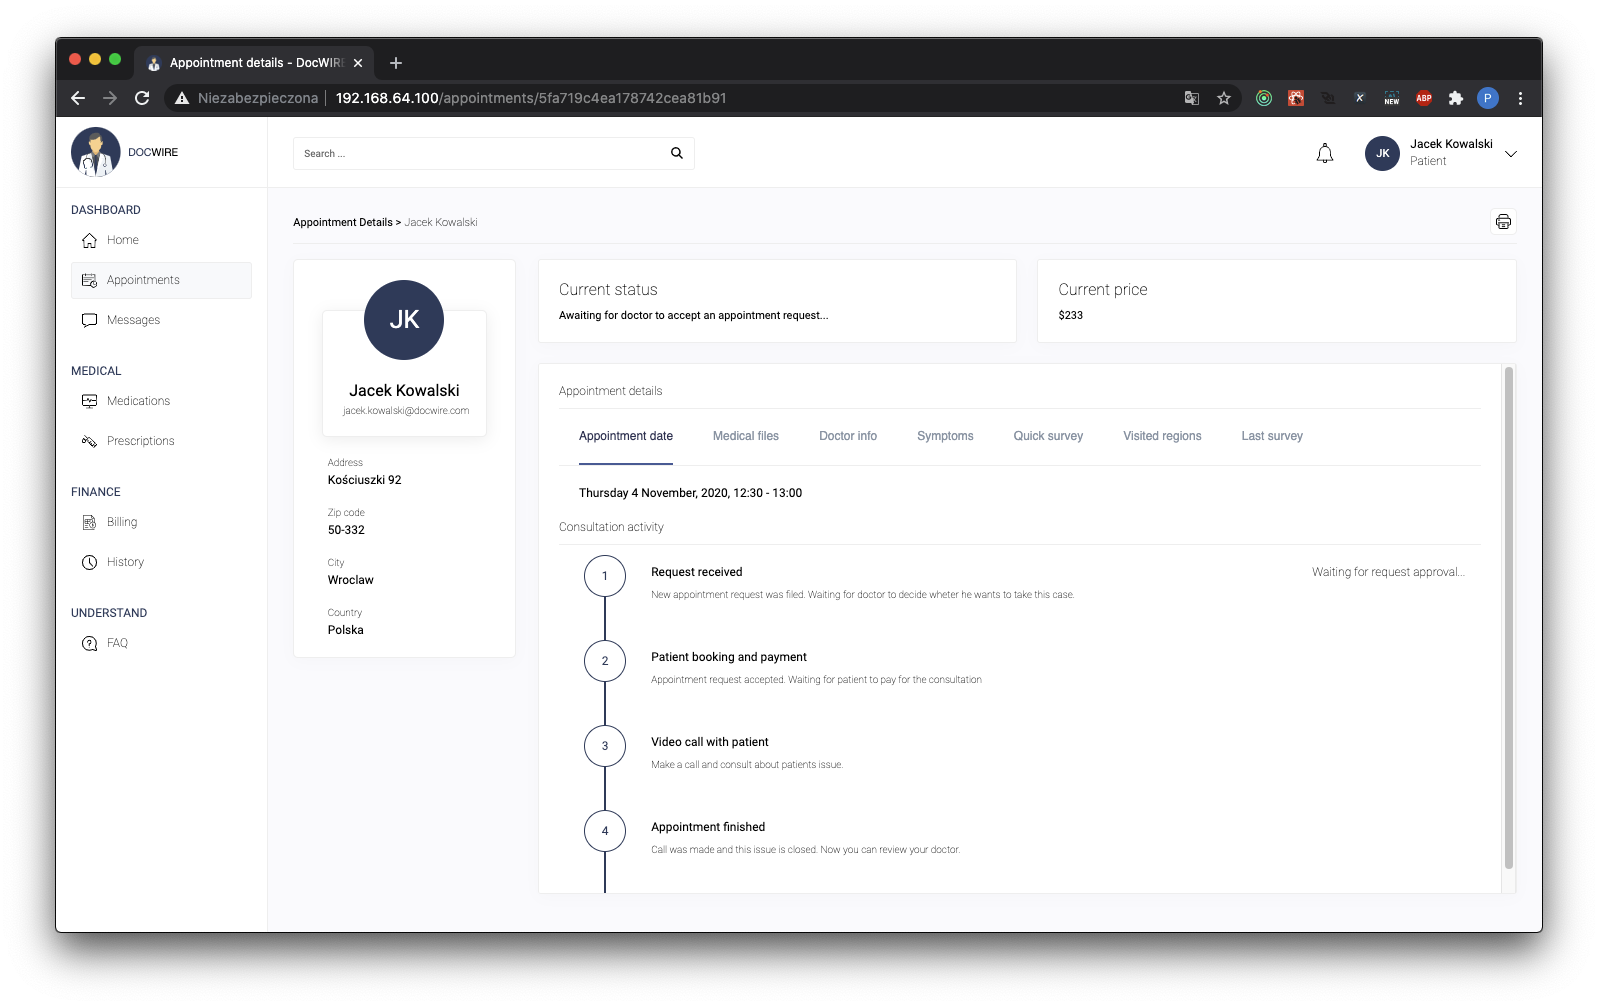 Appointment details - DocWIRE
Niezabezpieczona 192.168.64.100/appointments/5fa719c4ea178742cea81b91
NEW
ABP
P
DOCWIRE
Search ...
JK
Jacek Kowalski
Patient
DASHBOARD
Home
Appointments
Messages
MEDICAL
Medications
Prescriptions
FINANCE
Billing
History
UNDERSTAND
FAQ
Appointment Details > Jacek Kowalski
JK
Jacek Kowalski
jacek.kowalski@docwire.com
Address
Kościuszki 92
Zip code
50-332
City
Wroclaw
Country
Polska
Current status
Awaiting for doctor to accept an appointment request...
Current price
$233
Appointment details
Appointment date Medical files Doctor info Symptoms Quick survey Visited regions Last survey
Thursday 4 November, 2020, 12:30 - 13:00
Consultation activity
1 Request received Waiting for request approval...
New appointment request was filed. Waiting for doctor to decide wheter he wants to take this case.
2 Patient booking and payment
Appointment request accepted. Waiting for patient to pay for the consultation
3 Video call with patient
Make a call and consult about patients issue.
4 Appointment finished
Call was made and this issue is closed. Now you can review your doctor.